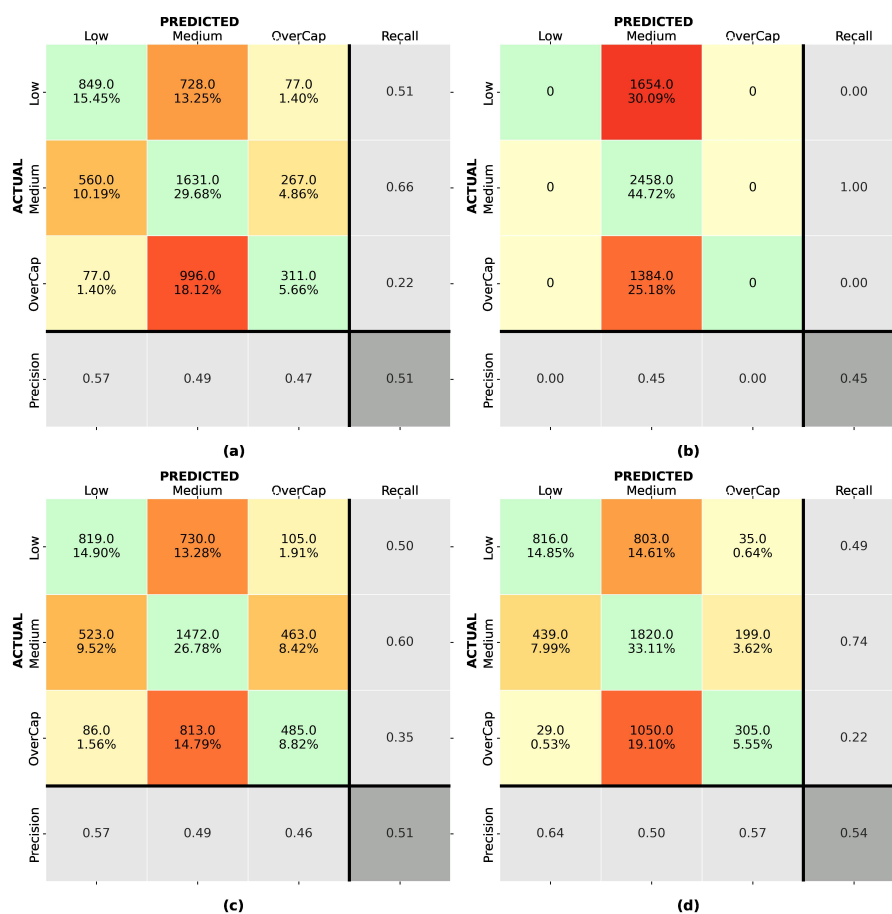 PREDICTED
Low Medium OverCap Recall
ACTUAL
Low 849.0 728.0 77.0 0.51
15.45% 13.25% 1.40%
Medium 560.0 1631.0 267.0 0.66
10.19% 29.68% 4.86%
OverCap 77.0 996.0 311.0 0.22
1.40% 18.12% 5.66%
Precision 0.57 0.49 0.47 0.51
(a)
PREDICTED
Low Medium OverCap Recall
ACTUAL
Low 0 1654.0 0 0.00
30.09%
Medium 0 2458.0 0 1.00
44.72%
OverCap 0 1384.0 0 0.00
25.18%
Precision 0.00 0.45 0.00 0.45
(b)
PREDICTED
Low Medium OverCap Recall
ACTUAL
Low 819.0 730.0 105.0 0.50
14.90% 13.28% 1.91%
Medium 523.0 1472.0 463.0 0.60
9.52% 26.78% 8.42%
OverCap 86.0 813.0 485.0 0.35
1.56% 14.79% 8.82%
Precision 0.57 0.49 0.46 0.51
(c)
PREDICTED
Low Medium OverCap Recall
ACTUAL
Low 816.0 803.0 35.0 0.49
14.85% 14.61% 0.64%
Medium 439.0 1820.0 199.0 0.74
7.99% 33.11% 3.62%
OverCap 29.0 1050.0 305.0 0.22
0.53% 19.10% 5.55%
Precision 0.64 0.50 0.57 0.54
(d)